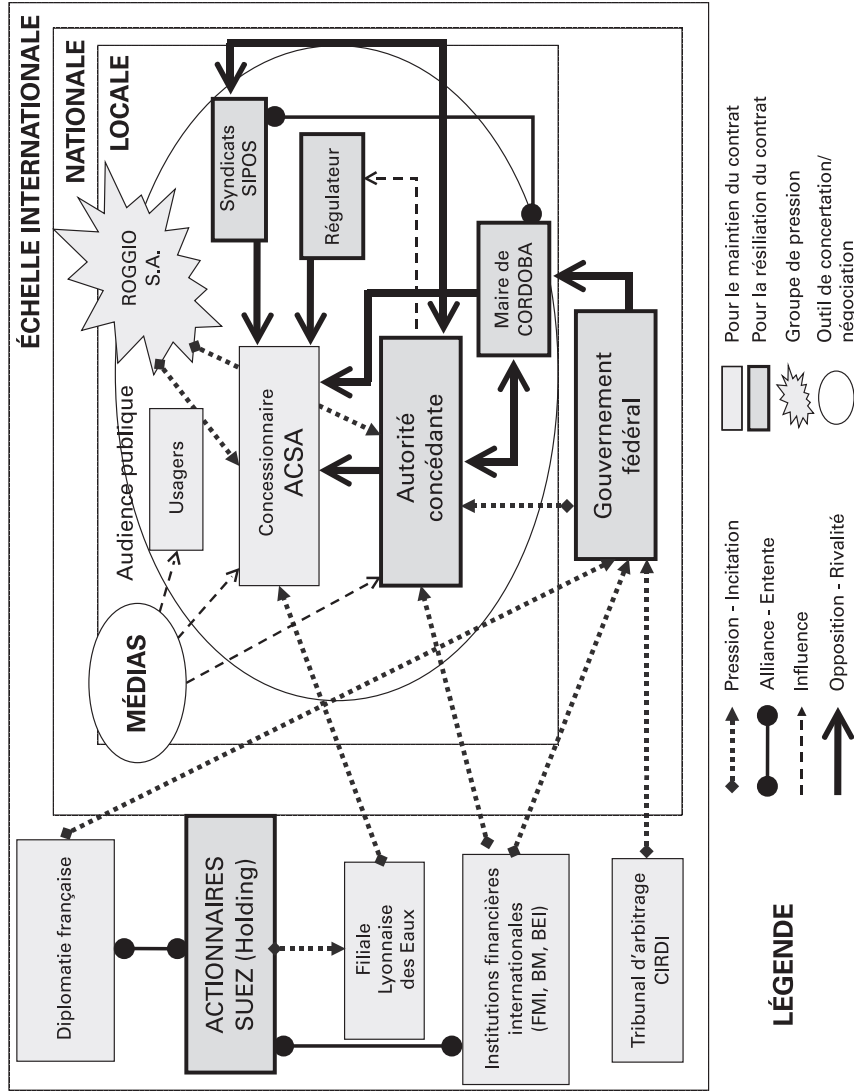 ÉCHELLE INTERNATIONALE
NATIONALE
LOCALE
Diplomatie française
ACTIONNAIRES
SUEZ (Holding)
Filiale
Lyonnaise
des Eaux
Institutions financières
internationales
(FMI, BM, BEI)
Tribunal d'arbitrage
CIRDI
MÉDIAS
Audience publique
Usagers
ROGGIO
S.A.
Concessionnaire
ACSA
Autorité
concédante
Gouvernement
fédéral
Syndicats
SIPOS
Régulateur
Maire de
CORDOBA
LÉGENDE
Pression - Incitation
Alliance - Entente
Influence
Opposition - Rivalité
Pour le maintien du contrat
Pour la résiliation du contrat
Groupe de pression
Outil de concertation/
négociation